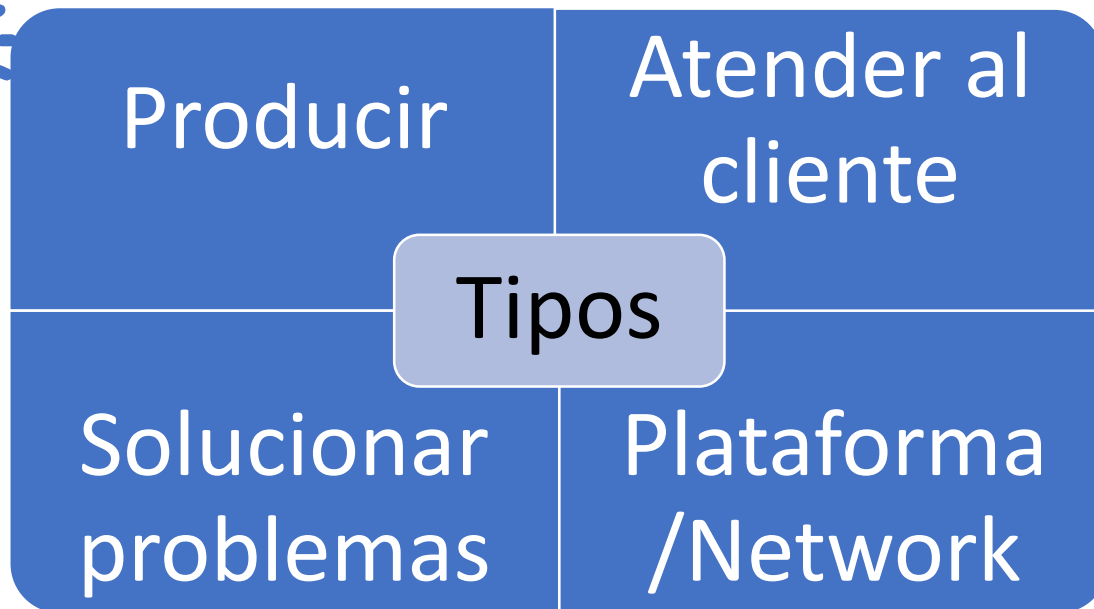 Producir
Atender al
cliente
Tipos
Solucionar
problemas
Plataforma
/Network